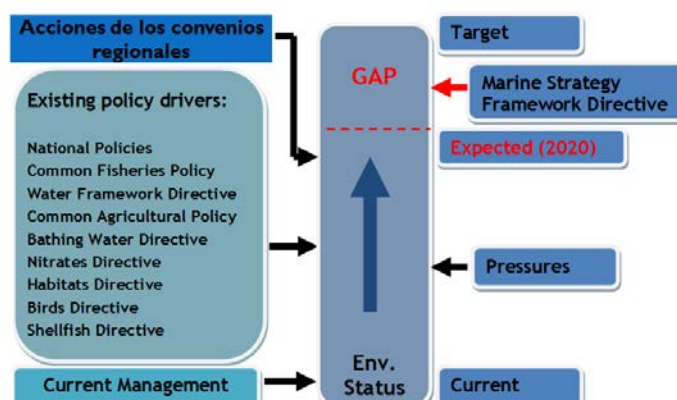 Acciones de los convenios
regionales
Existing policy drivers:
National Policies
Common Fisheries Policy
Water Framework Directive
Common Agricultural Policy
Bathing Water Directive
Nitrates Directive
Habitats Directive
Birds Directive
Shellfish Directive
Current Management
GAP
Env.
Status
Target
Marine Strategy
Framework Directive
Expected (2020)
Pressures
Current